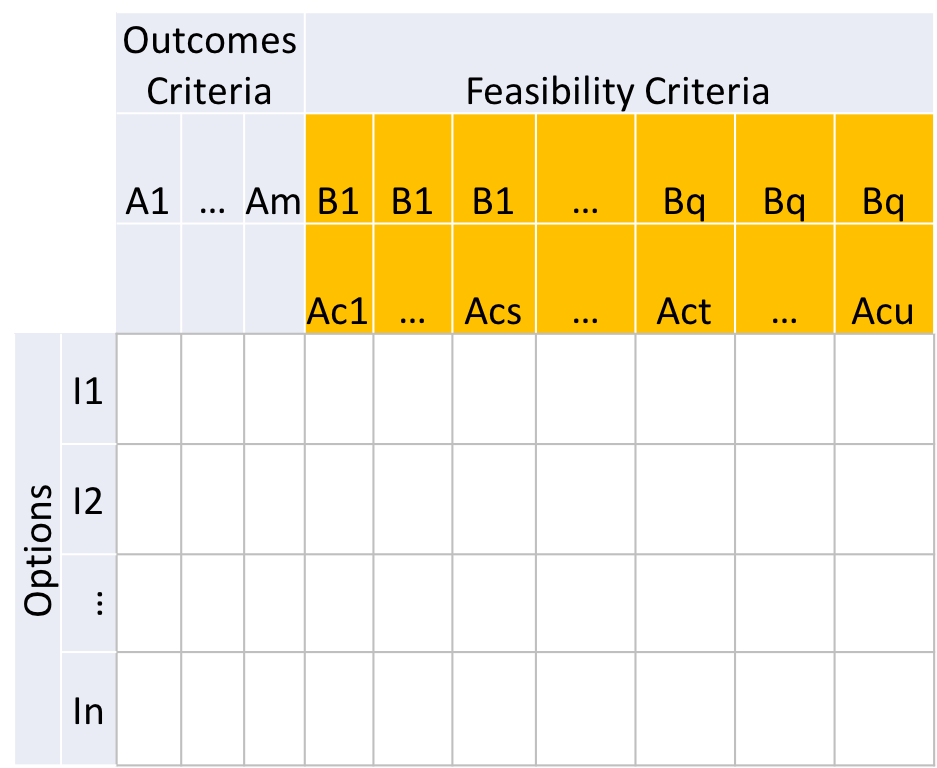 Outcomes
Criteria
Feasibility Criteria
A1 ... Am B1 B1 B1 ... Bq Bq Bq
Ac1 ... Acs ... Act ... Acu
Options
I1
I2
...
In